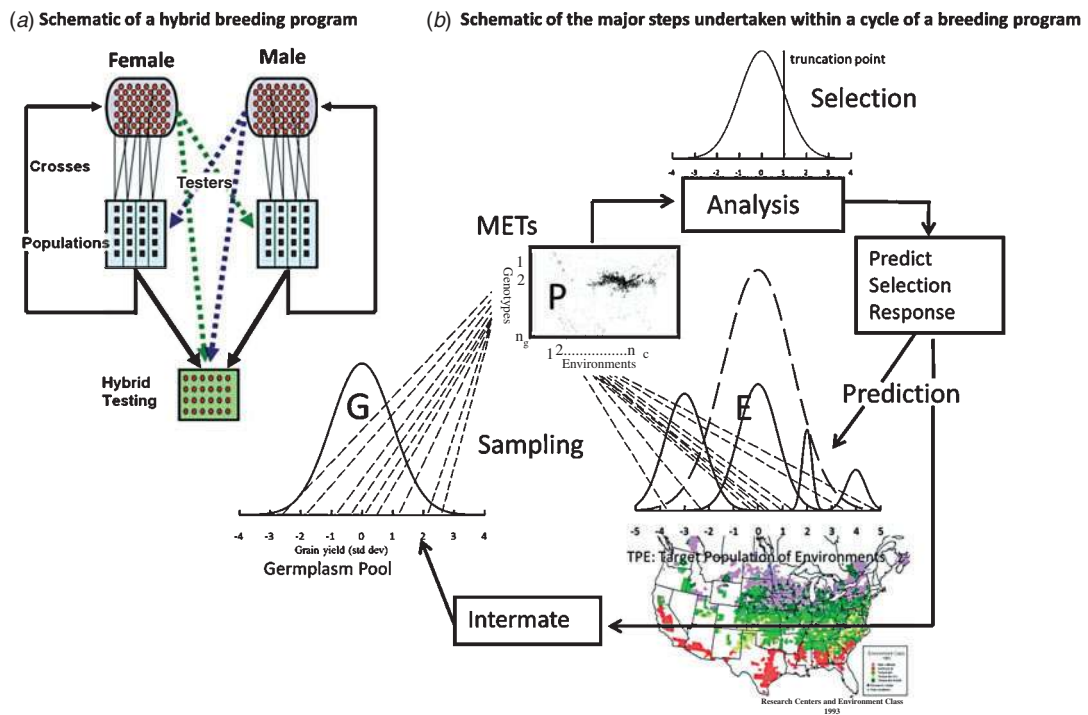 (a) Schematic of a hybrid breeding program
Female
Male
Crosses
Testers
Populations
Hybrid
Testing
(b) Schematic of the major steps undertaken within a cycle of a breeding program
truncation point
Selection
-4 -3 -2 -1 0 1 2 3 4
METs
Analysis
1
2
Genotypes
n g
P
1 2..................n c
Environments
Predict
Selection
Response
Prediction
G
Sampling
E
-4 -3 -2 -1 0 1 2 3 4
Grain yield (std dev)
Germplasm Pool
-5 -4 -3 -2 -1 0 1 2 3 4 5
TPE: Target Population of Environments
Intermate
Environment Class
Research Centers and Environment Class
1993